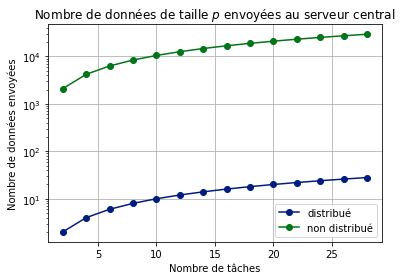 Nombre de données de taille p envoyées au serveur central
Nombre de données envoyées
10⁴
10³
10²
10¹
5
10
15
20
25
Nombre de tâches
distribué
non distribué